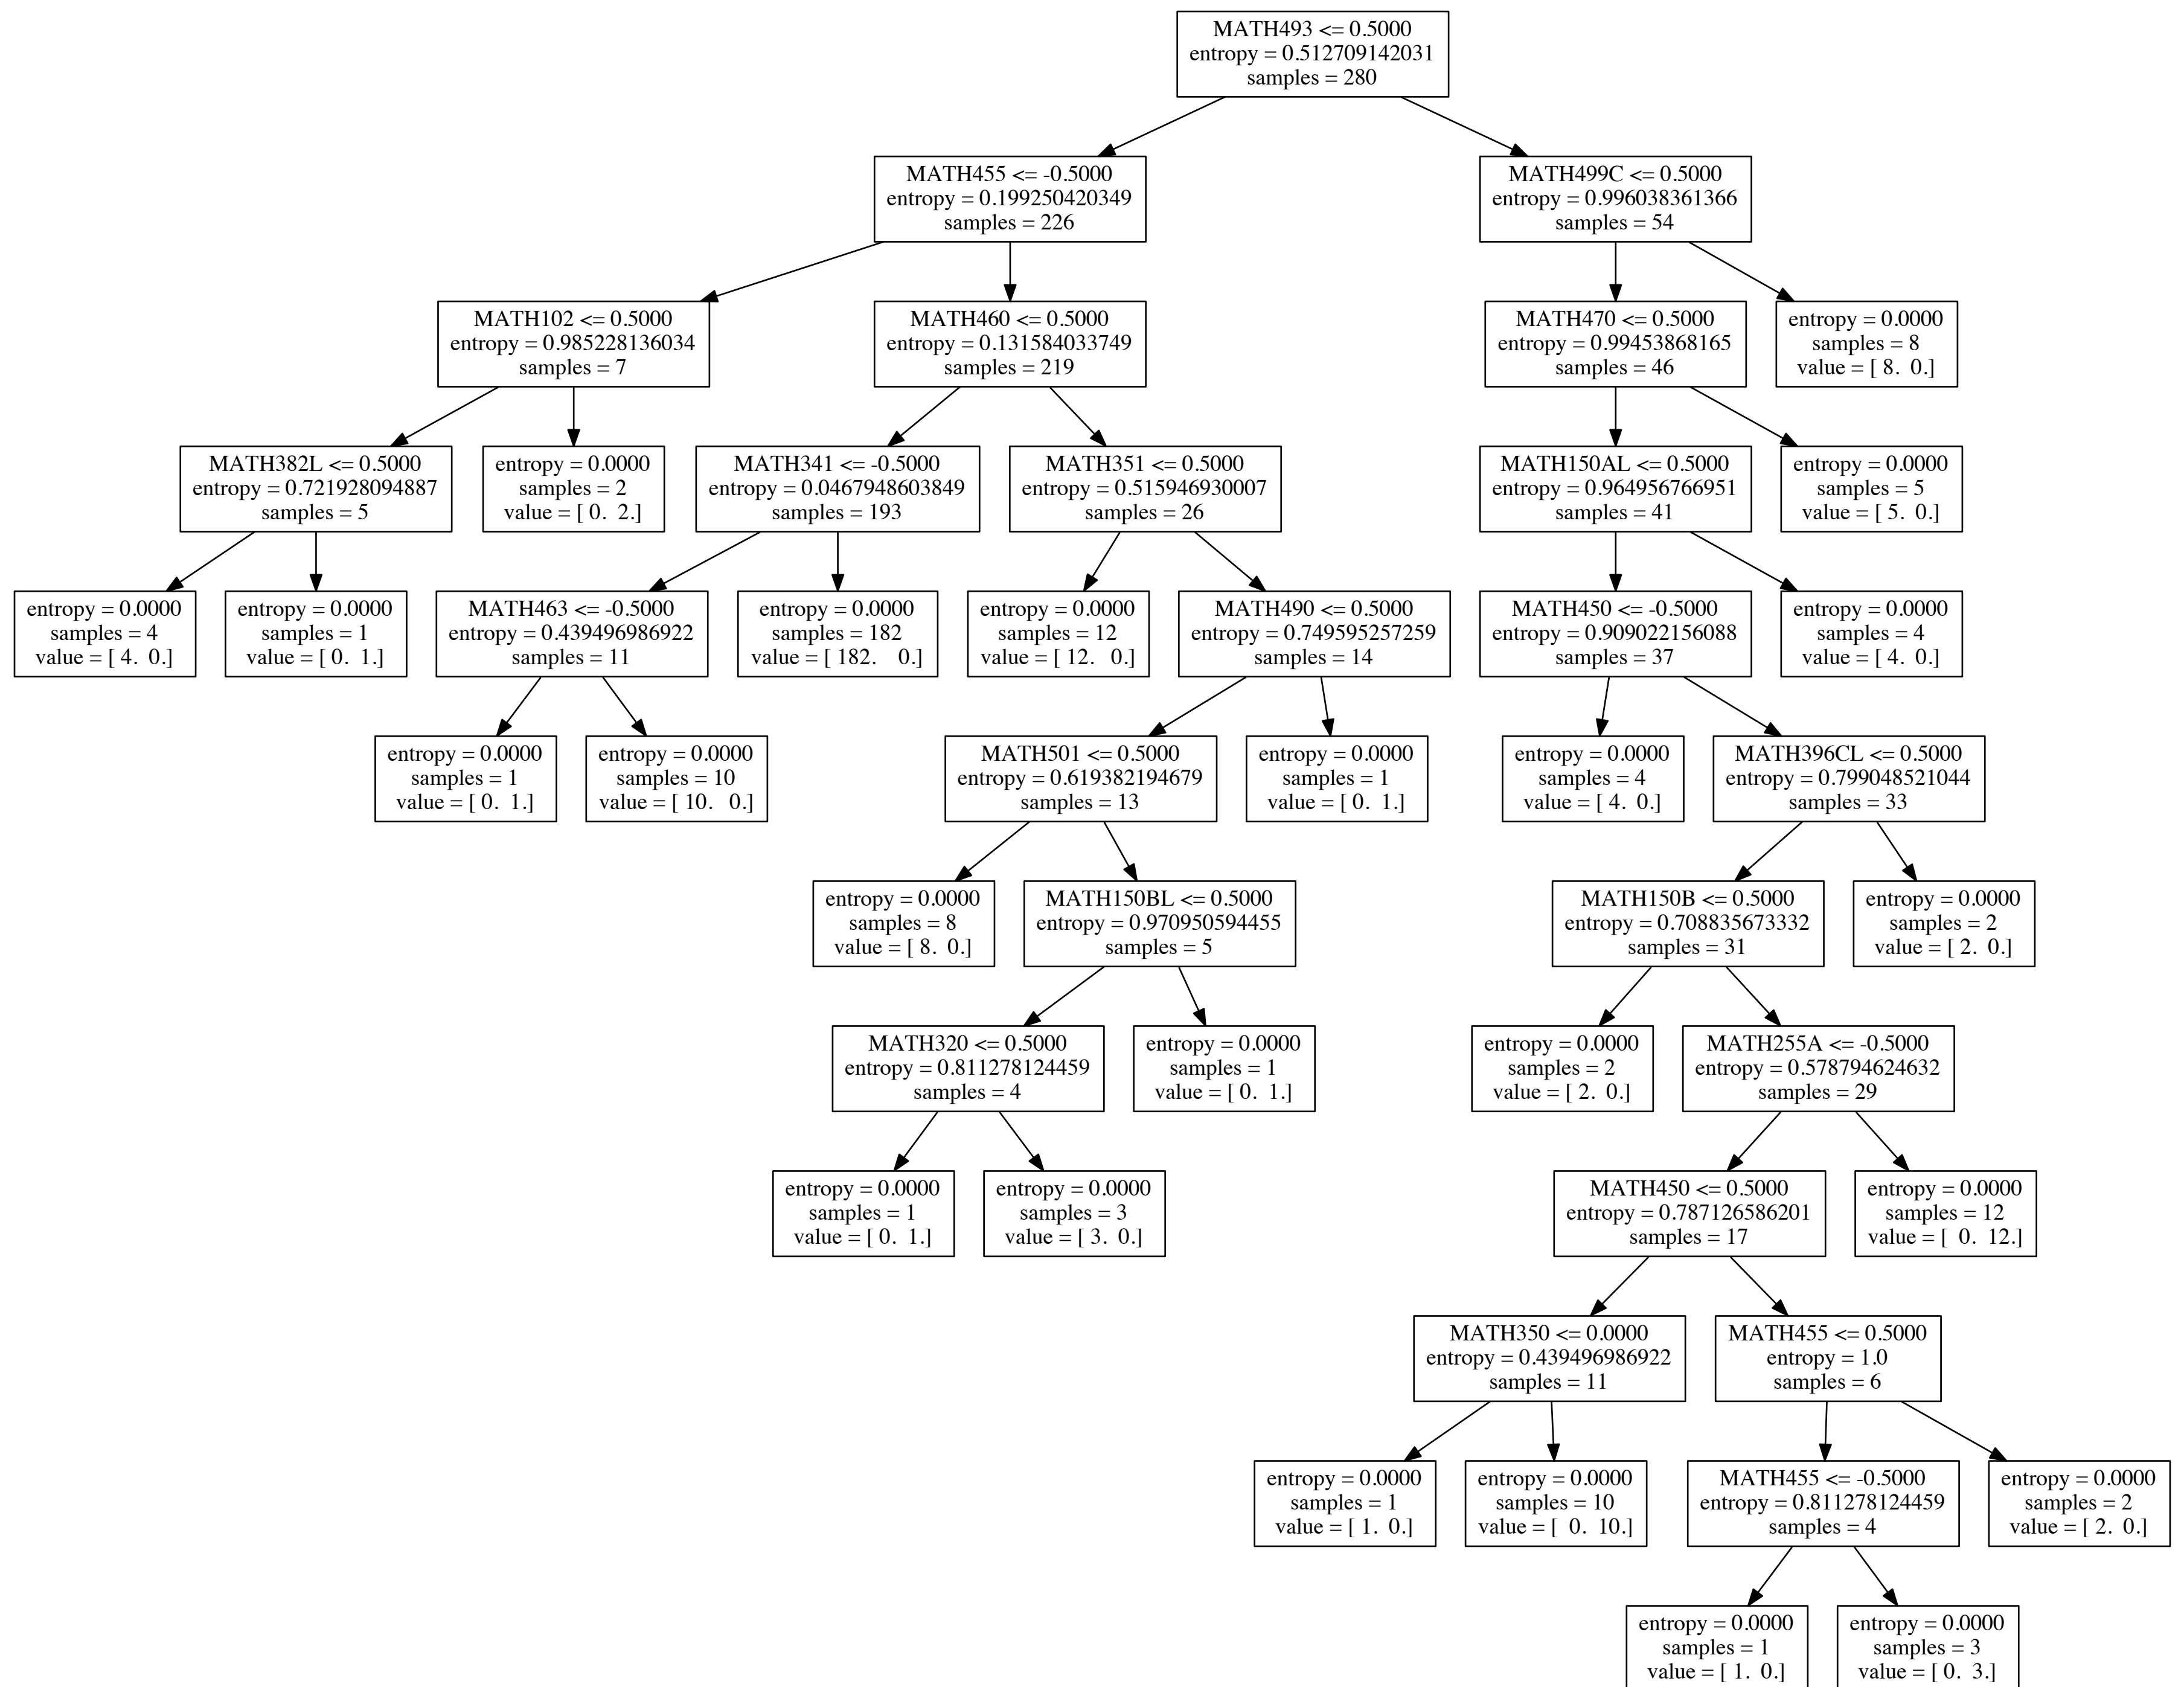 MATH493 <= 0.5000
entropy = 0.512709142031
samples = 280
MATH455 <= -0.5000
entropy = 0.199250420349
samples = 226
MATH499C <= 0.5000
entropy = 0.996038361366
samples = 54
MATH102 <= 0.5000
entropy = 0.985228136034
samples = 7
MATH460 <= 0.5000
entropy = 0.131584033749
samples = 219
MATH470 <= 0.5000
entropy = 0.99453868165
samples = 46
entropy = 0.0000
samples = 8
value = [ 8.  0.]
MATH382L <= 0.5000
entropy = 0.721928094887
samples = 5
entropy = 0.0000
samples = 2
value = [ 0.  2.]
MATH341 <= -0.5000
entropy = 0.0467948603849
samples = 193
MATH351 <= 0.5000
entropy = 0.515946930007
samples = 26
MATH150AL <= 0.5000
entropy = 0.964956766951
samples = 41
entropy = 0.0000
samples = 5
value = [ 5.  0.]
entropy = 0.0000
samples = 4
value = [ 4.  0.]
entropy = 0.0000
samples = 1
value = [ 0.  1.]
MATH463 <= -0.5000
entropy = 0.439496986922
samples = 11
entropy = 0.0000
samples = 182
value = [ 182.    0.]
entropy = 0.0000
samples = 12
value = [ 12.   0.]
MATH490 <= 0.5000
entropy = 0.749595257259
samples = 14
MATH450 <= -0.5000
entropy = 0.909022156088
samples = 37
entropy = 0.0000
samples = 4
value = [ 4.  0.]
entropy = 0.0000
samples = 1
value = [ 0.  1.]
entropy = 0.0000
samples = 10
value = [ 10.   0.]
MATH501 <= 0.5000
entropy = 0.619382194679
samples = 13
entropy = 0.0000
samples = 1
value = [ 0.  1.]
entropy = 0.0000
samples = 4
value = [ 4.  0.]
MATH396CL <= 0.5000
entropy = 0.799048521044
samples = 33
entropy = 0.0000
samples = 8
value = [ 8.  0.]
MATH150BL <= 0.5000
entropy = 0.970950594455
samples = 5
MATH150B <= 0.5000
entropy = 0.708835673332
samples = 31
entropy = 0.0000
samples = 2
value = [ 2.  0.]
MATH320 <= 0.5000
entropy = 0.811278124459
samples = 4
entropy = 0.0000
samples = 1
value = [ 0.  1.]
entropy = 0.0000
samples = 2
value = [ 2.  0.]
MATH255A <= -0.5000
entropy = 0.578794624632
samples = 29
entropy = 0.0000
samples = 1
value = [ 0.  1.]
entropy = 0.0000
samples = 3
value = [ 3.  0.]
MATH450 <= 0.5000
entropy = 0.787126586201
samples = 17
entropy = 0.0000
samples = 12
value = [  0.  12.]
MATH350 <= 0.0000
entropy = 0.439496986922
samples = 11
MATH455 <= 0.5000
entropy = 1.0
samples = 6
entropy = 0.0000
samples = 1
value = [ 1.  0.]
entropy = 0.0000
samples = 10
value = [  0.  10.]
MATH455 <= -0.5000
entropy = 0.811278124459
samples = 4
entropy = 0.0000
samples = 2
value = [ 2.  0.]
entropy = 0.0000
samples = 1
value = [ 1.  0.]
entropy = 0.0000
samples = 3
value = [ 0.  3.]